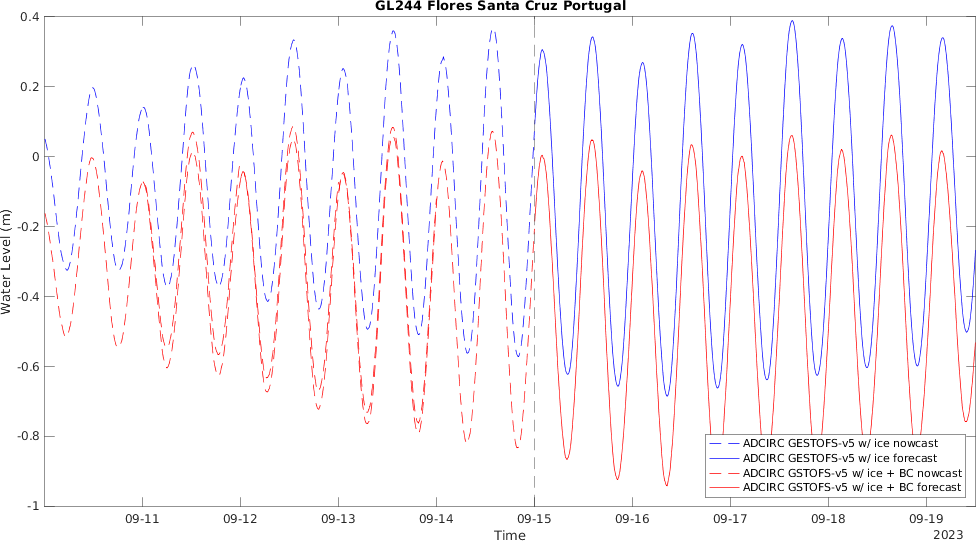 GL244 Flores Santa Cruz Portugal
0.4
0.2
0
-0.2
-0.4
-0.6
-0.8
-1
Water Level (m)
ADCIRC GESTOFS-v5 w/ ice nowcast
ADCIRC GESTOFS-v5 w/ ice forecast
ADCIRC GSTOFS-v5 w/ ice + BC nowcast
ADCIRC GSTOFS-v5 w/ ice + BC forecast
09-11 09-12 09-13 09-14 09-15 09-16 09-17 09-18 09-19
Time
2023